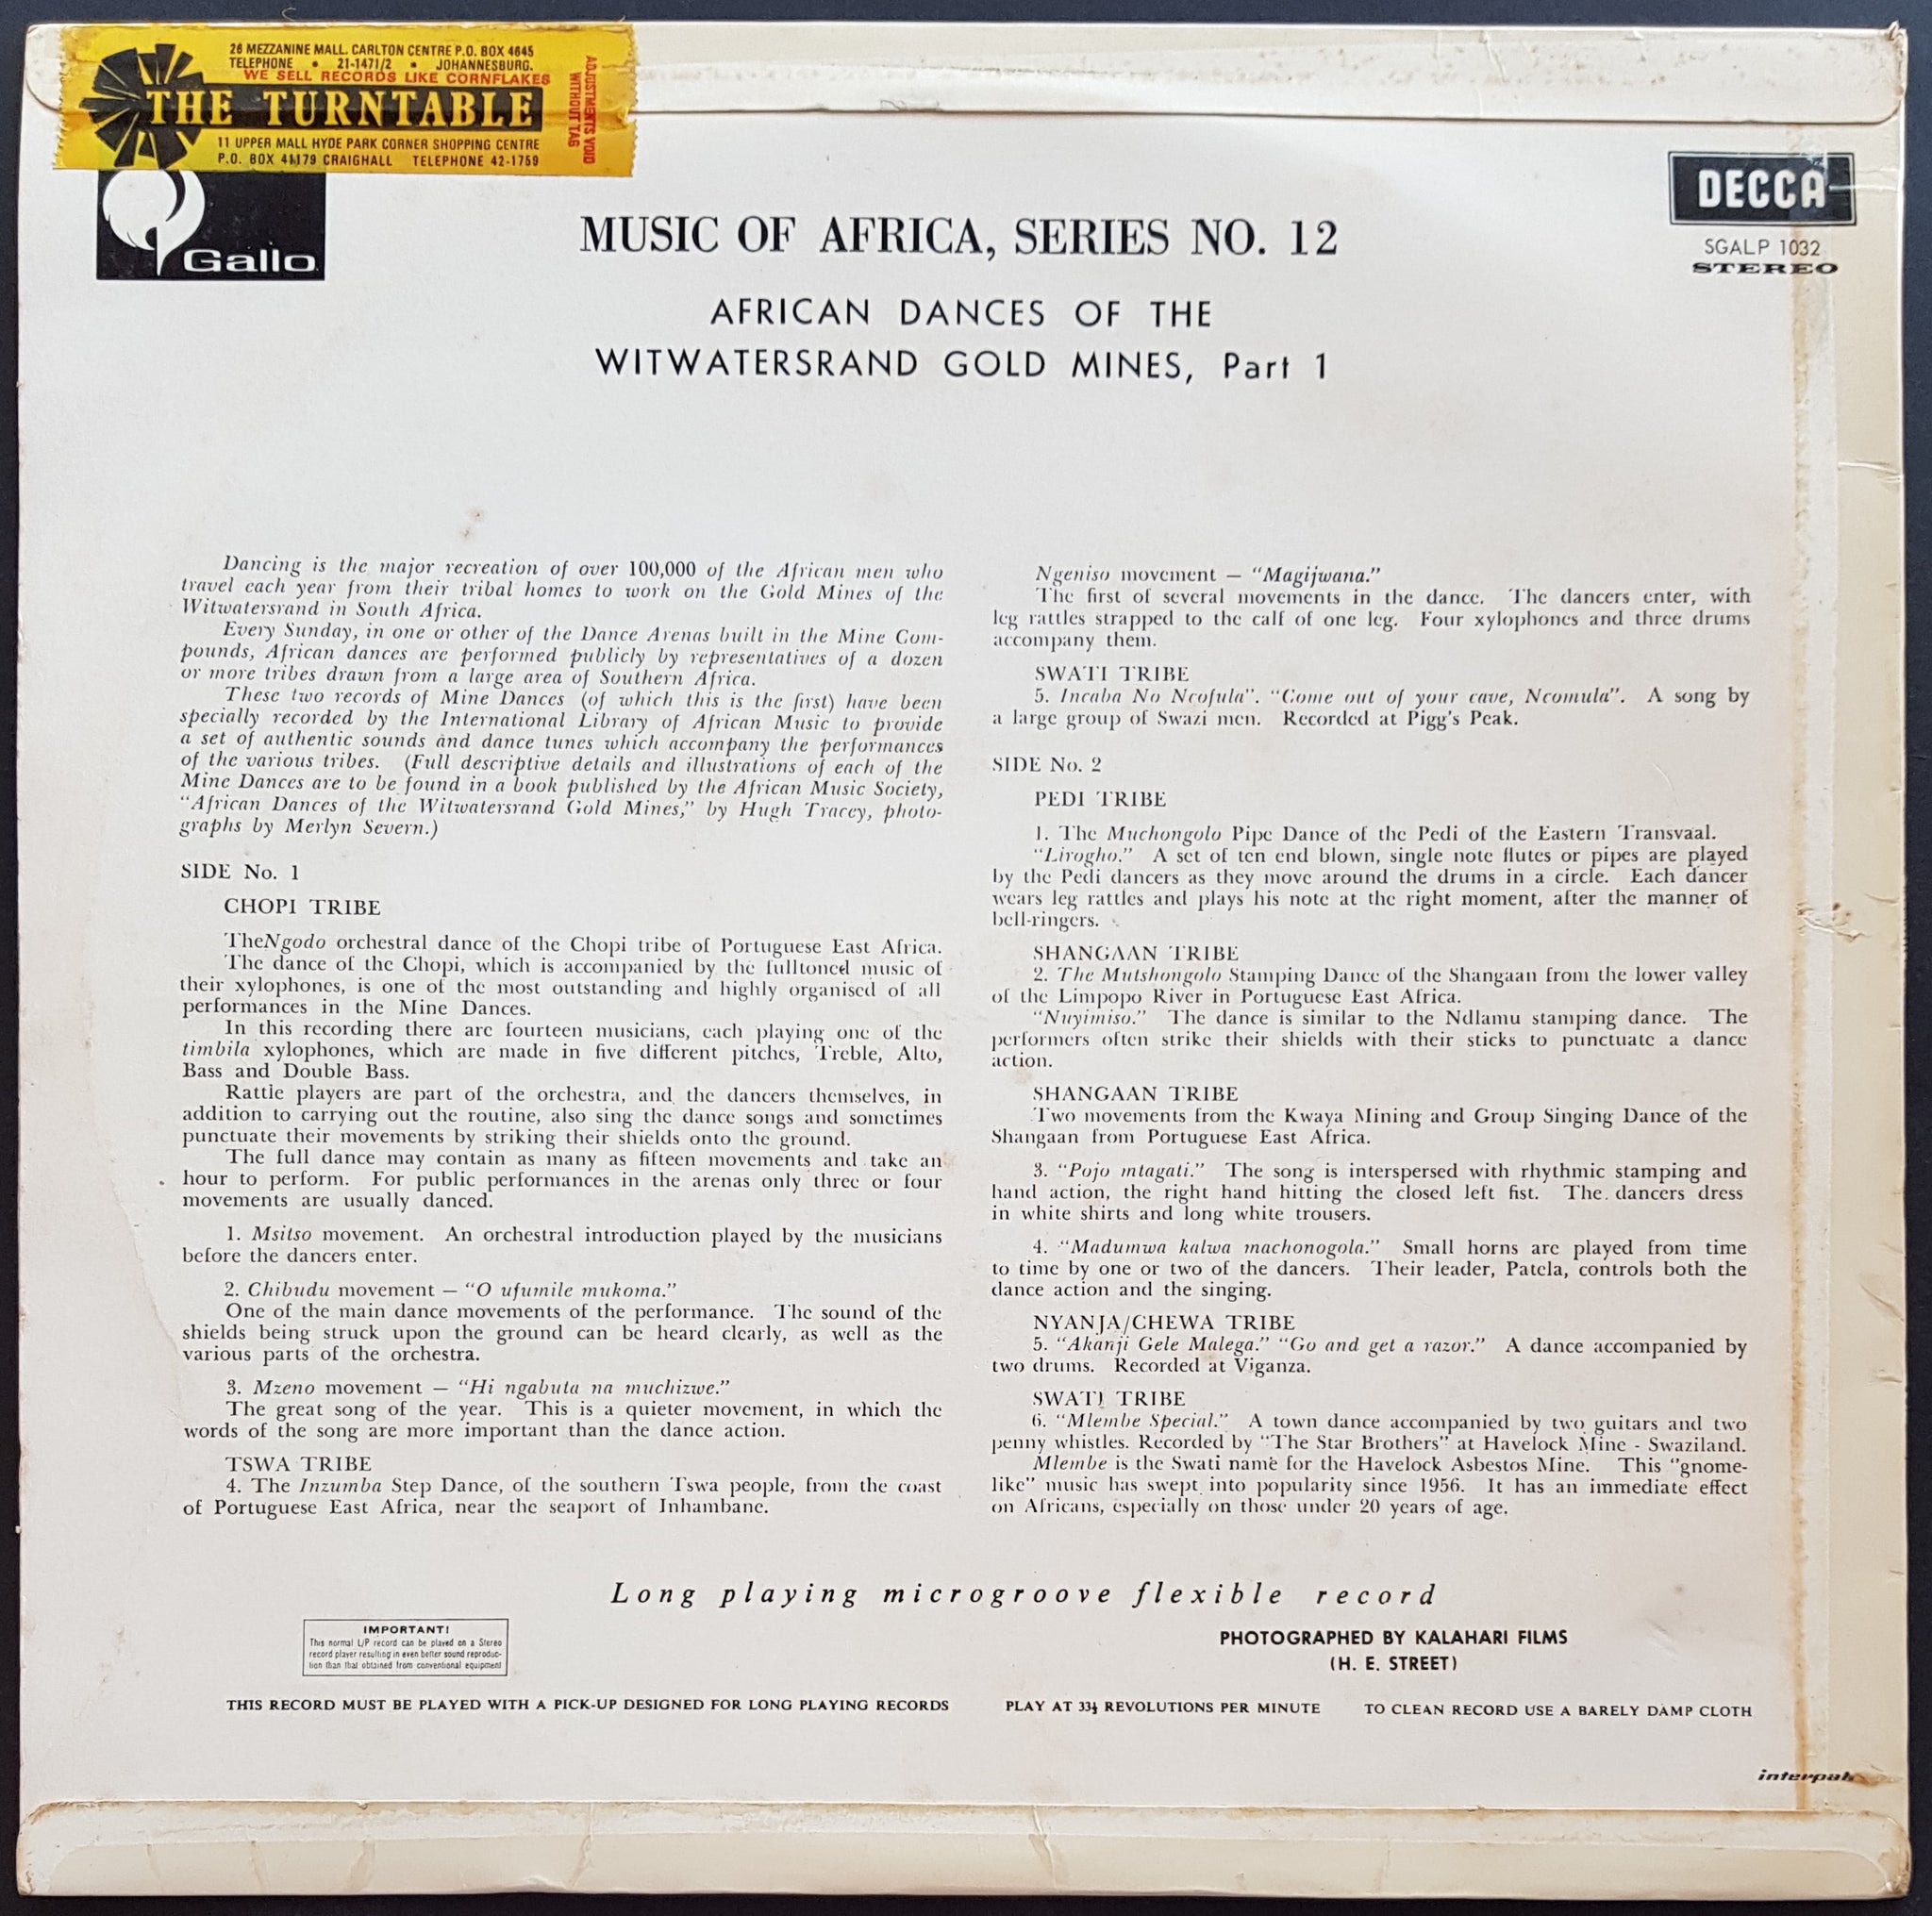 26 MEZZANINE MALL. CARLTON CENTRE P.O. BOX 4645
TELEPHONE • 21-1471/2 • JOHANNESBURG.
WE SELL RECORDS LIKE CORNFLAKES
THE TURNTABLE
11 UPPER MALL HYDE PARK CORNER SHOPPING CENTRE
P.O. BOX 41179 CRAIGHALL TELEPHONE 42-1759
ADJUSTMENTS VOID
WITHOUT TAG
Gallo
DECCA
SGALP 1032
STEREO
MUSIC OF AFRICA, SERIES NO. 12
AFRICAN DANCES OF THE
WITWATERSRAND GOLD MINES, Part 1
Dancing is the major recreation of over 100,000 of the African men who
travel each year from their tribal homes to work on the Gold Mines of the
Witwatersrand in South Africa.
Every Sunday, in one or other of the Dance Arenas built in the Mine Com-
pounds, African dances are performed publicly by representatives of a dozen
or more tribes drawn from a large area of Southern Africa.
These two records of Mine Dances (of which this is the first) have been
specially recorded by the International Library of African Music to provide
a set of authentic sounds and dance tunes which accompany the performances
of the various tribes. (Full descriptive details and illustrations of each of the
Mine Dances are to be found in a book published by the African Music Society,
"African Dances of the Witwatersrand Gold Mines," by Hugh Tracey, photo-
graphs by Merlyn Severn.)
SIDE No. 1
CHOPI TRIBE
TheNgodo orchestral dance of the Chopi tribe of Portuguese East Africa.
The dance of the Chopi, which is accompanied by the fulltoned music of
their xylophones, is one of the most outstanding and highly organised of all
performances in the Mine Dances.
In this recording there are fourteen musicians, each playing one of the
timbila xylophones, which are made in five different pitches, Treble, Alto,
Bass and Double Bass.
Rattle players are part of the orchestra, and the dancers themselves, in
addition to carrying out the routine, also sing the dance songs and sometimes
punctuate their movements by striking their shields onto the ground.
The full dance may contain as many as fifteen movements and take an
hour to perform. For public performances in the arenas only three or four
movements are usually danced.
1. Msitso movement. An orchestral introduction played by the musicians
before the dancers enter.
2. Chibudu movement — "O ufumile mukoma."
One of the main dance movements of the performance. The sound of the
shields being struck upon the ground can be heard clearly, as well as the
various parts of the orchestra.
3. Mzeno movement — "Hi ngabuta na muchizwe."
The great song of the year. This is a quieter movement, in which the
words of the song are more important than the dance action.
TSWA TRIBE
4. The Inzumba Step Dance, of the southern Tswa people, from the coast
of Portuguese East Africa, near the seaport of Inhambane.
Ngeniso movement — "Magijwana."
The first of several movements in the dance. The dancers enter, with
leg rattles strapped to the calf of one leg. Four xylophones and three drums
accompany them.
SWATI TRIBE
5. Incaba No Ncofula". "Come out of your cave, Ncomula". A song by
a large group of Swazi men. Recorded at Pigg's Peak.
SIDE No. 2
PEDI TRIBE
1. The Muchongolo Pipe Dance of the Pedi of the Eastern Transvaal.
"Lirogho." A set of ten end blown, single note flutes or pipes are played
by the Pedi dancers as they move around the drums in a circle. Each dancer
wears leg rattles and plays his note at the right moment, after the manner of
bell-ringers.
SHANGAAN TRIBE
2. The Mutshongolo Stamping Dance of the Shangaan from the lower valley
of the Limpopo River in Portuguese East Africa.
"Nuyimiso." The dance is similar to the Ndlamu stamping dance. The
performers often strike their shields with their sticks to punctuate a dance
action.
SHANGAAN TRIBE
Two movements from the Kwaya Mining and Group Singing Dance of the
Shangaan from Portuguese East Africa.
3. "Pojo mtagati." The song is interspersed with rhythmic stamping and
hand action, the right hand hitting the closed left fist. The dancers dress
in white shirts and long white trousers.
4. "Madumwa kalwa machonogola." Small horns are played from time
to time by one or two of the dancers. Their leader, Patela, controls both the
dance action and the singing.
NYANJA/CHEWA TRIBE
5. "Akanji Gele Malega." "Go and get a razor." A dance accompanied by
two drums. Recorded at Viganza.
SWATI TRIBE
6. "Mlembe Special." A town dance accompanied by two guitars and two
penny whistles. Recorded by "The Star Brothers" at Havelock Mine - Swaziland.
Mlembe is the Swati name for the Havelock Asbestos Mine. This "gnome-
like" music has swept into popularity since 1956. It has an immediate effect
on Africans, especially on those under 20 years of age.
Long playing microgroove flexible record
IMPORTANT!
This normal L/P record can be played on a Stereo
record player resulting in even better sound reproduc-
tion than that obtained from conventional equipment
PHOTOGRAPHED BY KALAHARI FILMS
(H. E. STREET)
THIS RECORD MUST BE PLAYED WITH A PICK-UP DESIGNED FOR LONG PLAYING RECORDS PLAY AT 33⅓ REVOLUTIONS PER MINUTE TO CLEAN RECORD USE A BARELY DAMP CLOTH
interpak